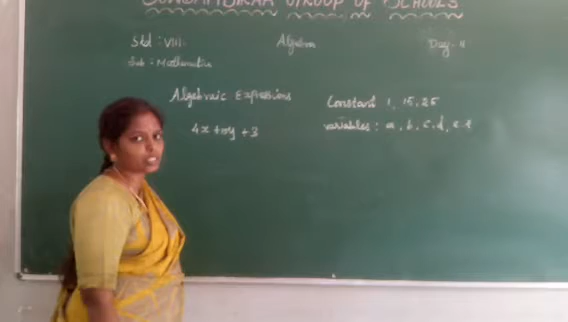 GROUP OF SCHOOLS
Std : VIII Algebra Day - 4
Sub : Mathematics
Algebraic Expressions Constant 1, 15, 25
4x + 3 variables : a, b, c, d, e